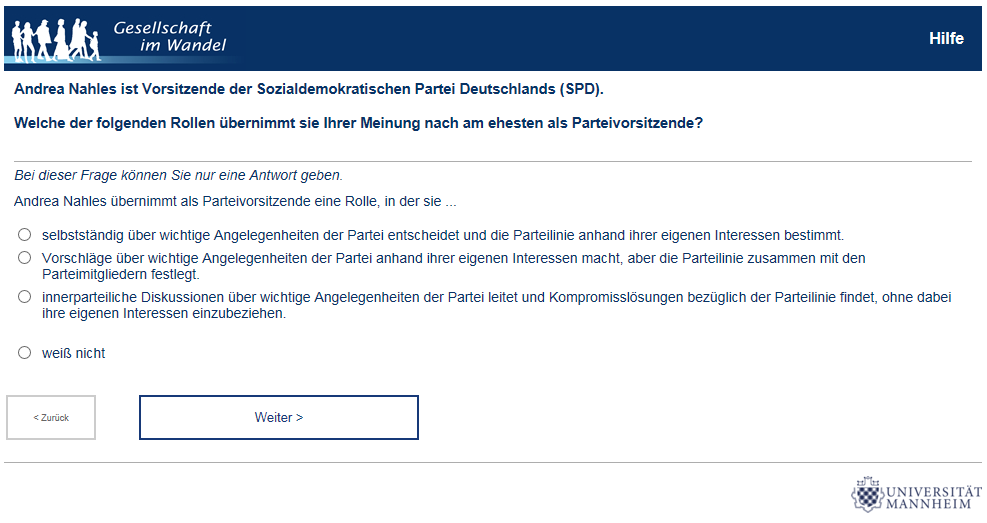 Gesellschaft
im Wandel
Hilfe
Andrea Nahles ist Vorsitzende der Sozialdemokratischen Partei Deutschlands (SPD).
Welche der folgenden Rollen übernimmt sie Ihrer Meinung nach am ehesten als Parteivorsitzende?
Bei dieser Frage können Sie nur eine Antwort geben.
Andrea Nahles übernimmt als Parteivorsitzende eine Rolle, in der sie ...
selbstständig über wichtige Angelegenheiten der Partei entscheidet und die Parteilinie anhand ihrer eigenen Interessen bestimmt.
Vorschläge über wichtige Angelegenheiten der Partei anhand ihrer eigenen Interessen macht, aber die Parteilinie zusammen mit den
Parteimitgliedern festlegt.
innerparteiliche Diskussionen über wichtige Angelegenheiten der Partei leitet und Kompromisslösungen bezüglich der Parteilinie findet, ohne dabei
ihre eigenen Interessen einzubeziehen.
weiß nicht
< Zurück
Weiter >
UNIVERSITÄT
MANNHEIM